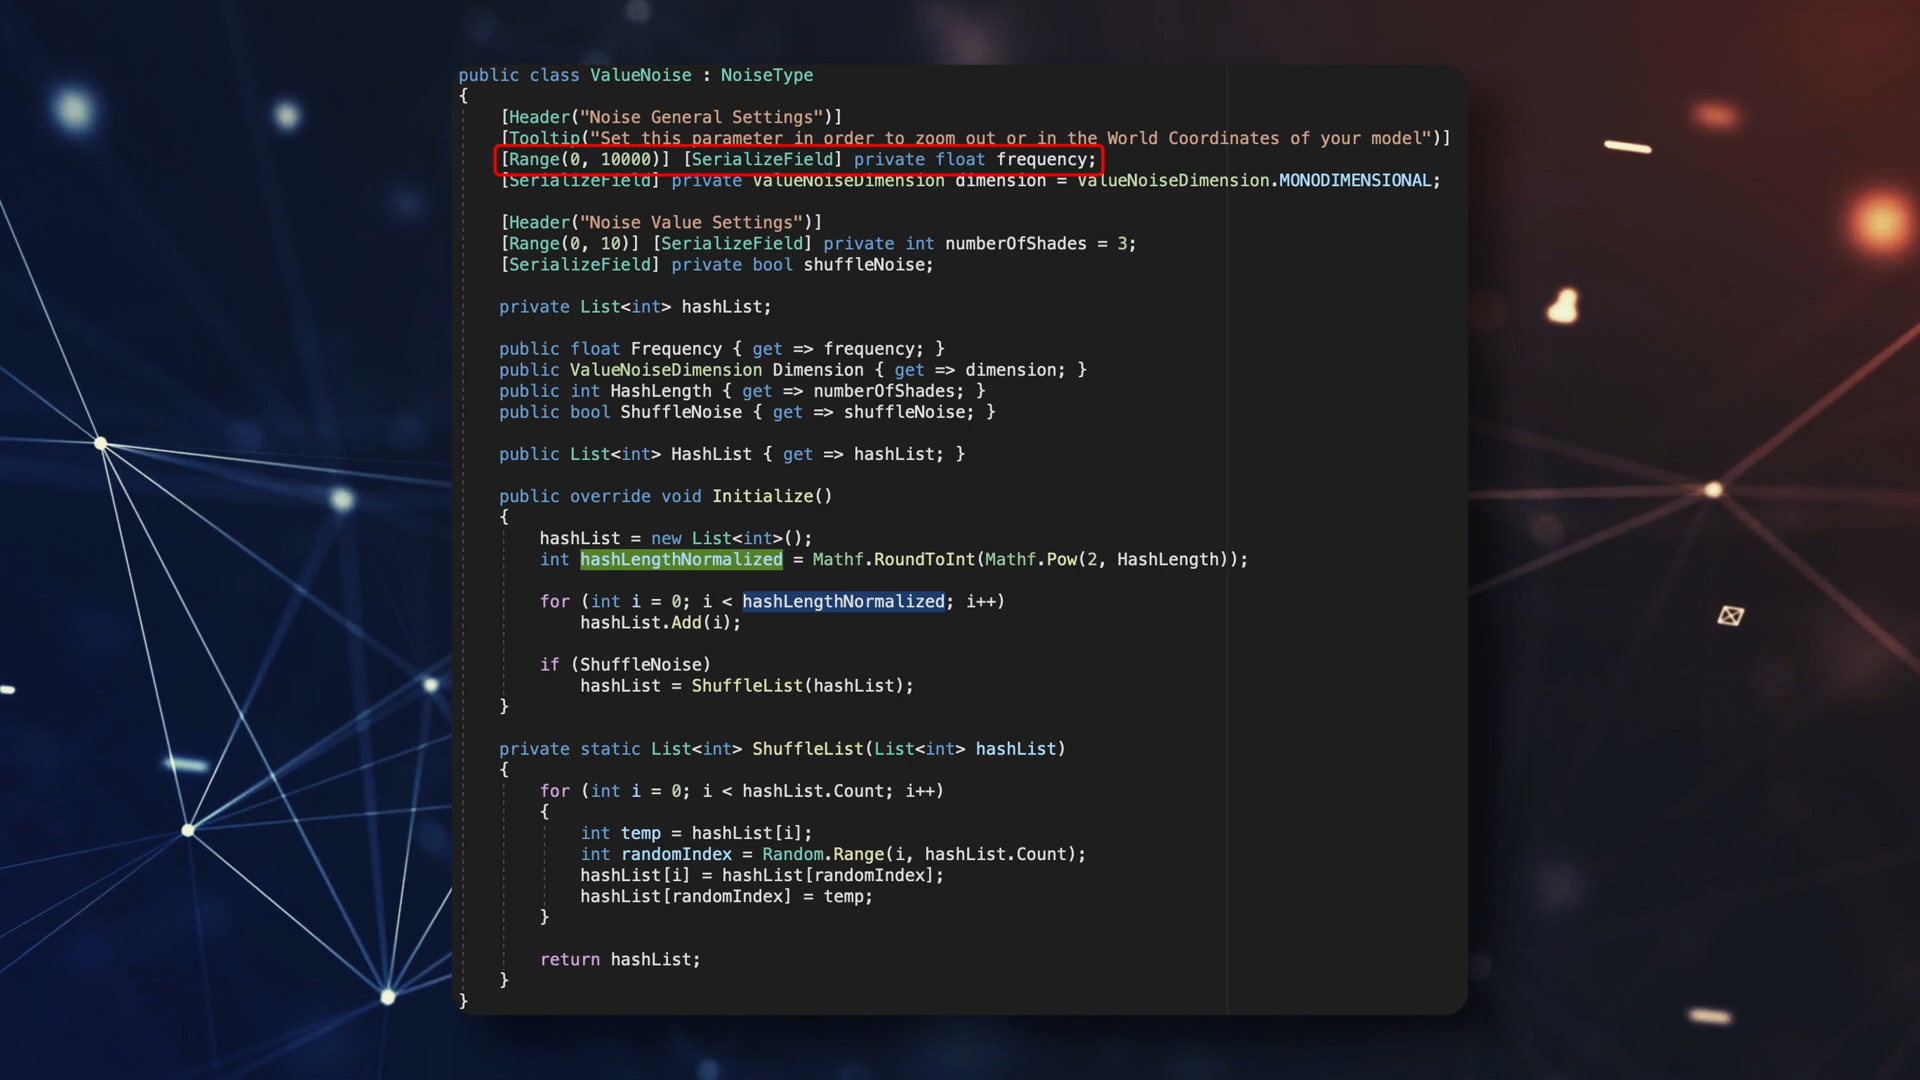 public class ValueNoise : NoiseType
{
[Header("Noise General Settings")]
[Tooltip("Set this parameter in order to zoom out or in the World Coordinates of your model")]
[Range(0, 10000)] [SerializeField] private float frequency;
[SerializeField] private ValueNoiseDimension dimension = ValueNoiseDimension.MONODIMENSIONAL;
[Header("Noise Value Settings")]
[Range(0, 10)] [SerializeField] private int numberOfShades = 3;
[SerializeField] private bool shuffleNoise;
private List<int> hashList;
public float Frequency { get => frequency; }
public ValueNoiseDimension Dimension { get => dimension; }
public int HashLength { get => numberOfShades; }
public bool ShuffleNoise { get => shuffleNoise; }
public List<int> HashList { get => hashList; }
public override void Initialize()
{
hashList = new List<int>();
int hashLengthNormalized = Mathf.RoundToInt(Mathf.Pow(2, HashLength));
for (int i = 0; i < hashLengthNormalized; i++)
hashList.Add(i);
if (ShuffleNoise)
hashList = ShuffleList(hashList);
}
private static List<int> ShuffleList(List<int> hashList)
{
for (int i = 0; i < hashList.Count; i++)
{
int temp = hashList[i];
int randomIndex = Random.Range(i, hashList.Count);
hashList[i] = hashList[randomIndex];
hashList[randomIndex] = temp;
}
return hashList;
}
}